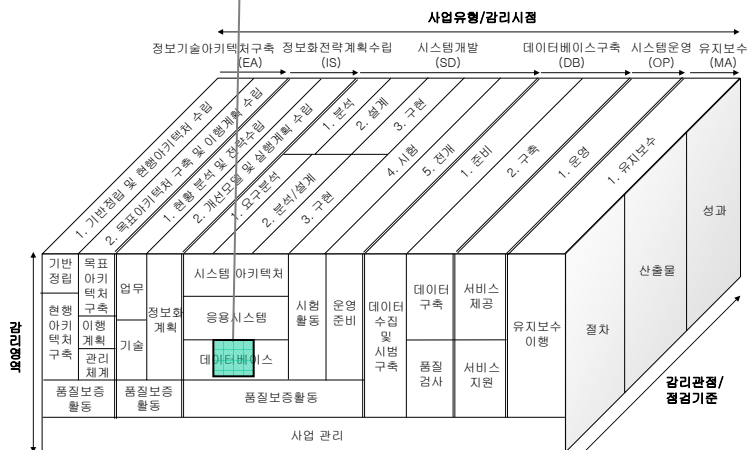 사업유형/감리시점
정보기술아키텍처구축 정보화전략계획수립 시스템개발 데이터베이스구축 시스템운영 유지보수
(EA) (IS) (SD) (DB) (OP) (MA)
1. 기반정립 및 현행아키텍처 수립
2. 목표아키텍처 구축 및 이행계획 수립
1. 현황 분석 및 전략수립
2. 개선모델 및 실행계획 수립
1. 분석
2. 설계
3. 구현
1. 요구분석
2. 분석/설계
3. 구현
4. 시험
5. 전개
1. 준비
2. 구축
1. 운영
1. 유지보수
감리영역
기반
정립
현행
아키
텍처
구축
목표
아키
텍처
구축
이행
계획
관리
체계
업무
기술
정보화
계획
시스템 아키텍처
응용시스템
데이터베이스
시험
활동
운영
준비
데이터
수집
및
시범
구축
데이터
구축
품질
검사
서비스
제공
서비스
지원
유지보수
이행
품질보증
활동
품질보증
활동
품질보증활동
사업 관리
절차
산출물
성과
감리관점/
점검기준